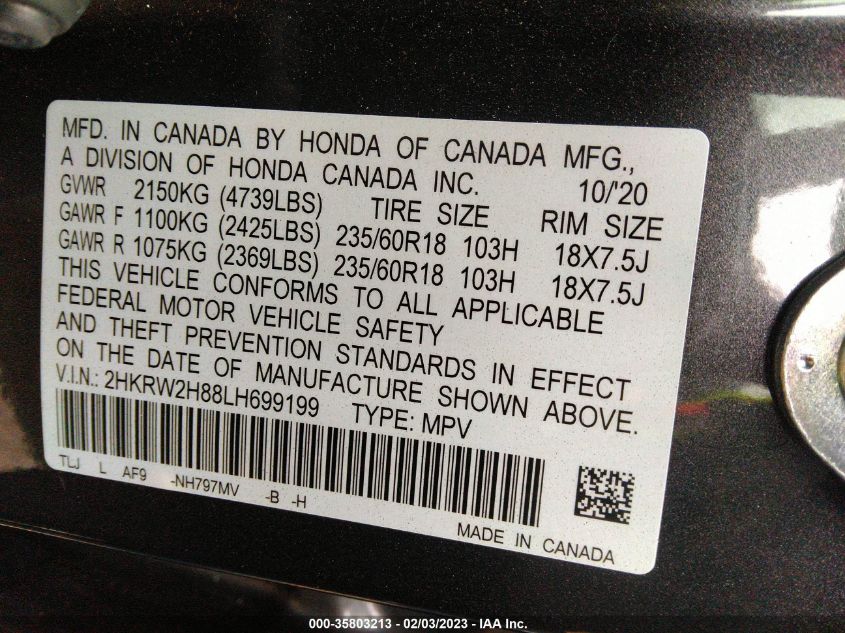 MFD. IN CANADA BY HONDA OF CANADA MFG.,
A DIVISION OF HONDA CANADA INC. 10/'20
GVWR 2150KG (4739LBS) TIRE SIZE RIM SIZE
GAWR F 1100KG (2425LBS) 235/60R18 103H 18X7.5J
GAWR R 1075KG (2369LBS) 235/60R18 103H 18X7.5J
THIS VEHICLE CONFORMS TO ALL APPLICABLE
FEDERAL MOTOR VEHICLE SAFETY
AND THEFT PREVENTION STANDARDS IN EFFECT
ON THE DATE OF MANUFACTURE SHOWN ABOVE.
V.I.N.: 2HKRW2H88LH699199 TYPE: MPV
TLJ L AF9 -NH797MV -B -H
MADE IN CANADA
000-35803213 - 02/03/2023 - IAA Inc.